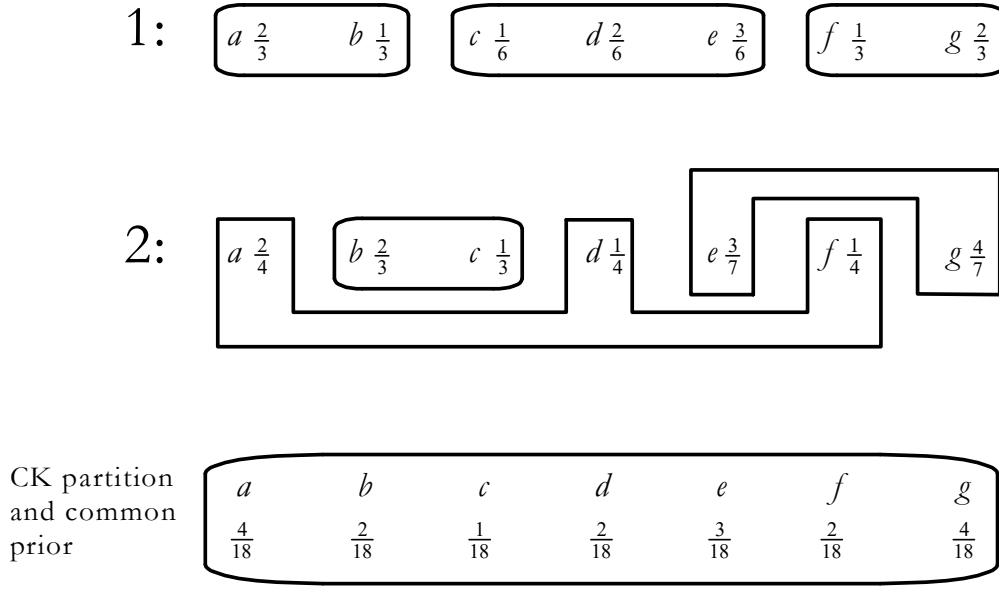 1: a 2/3 b 1/3 c 1/6 d 2/6 e 3/6 f 1/3 g 2/3
2: a 2/4 b 2/3 c 1/3 d 1/4 e 3/7 f 1/4 g 4/7
CK partition
and common
prior
a b c d e f g
4/18 2/18 1/18 2/18 3/18 2/18 4/18